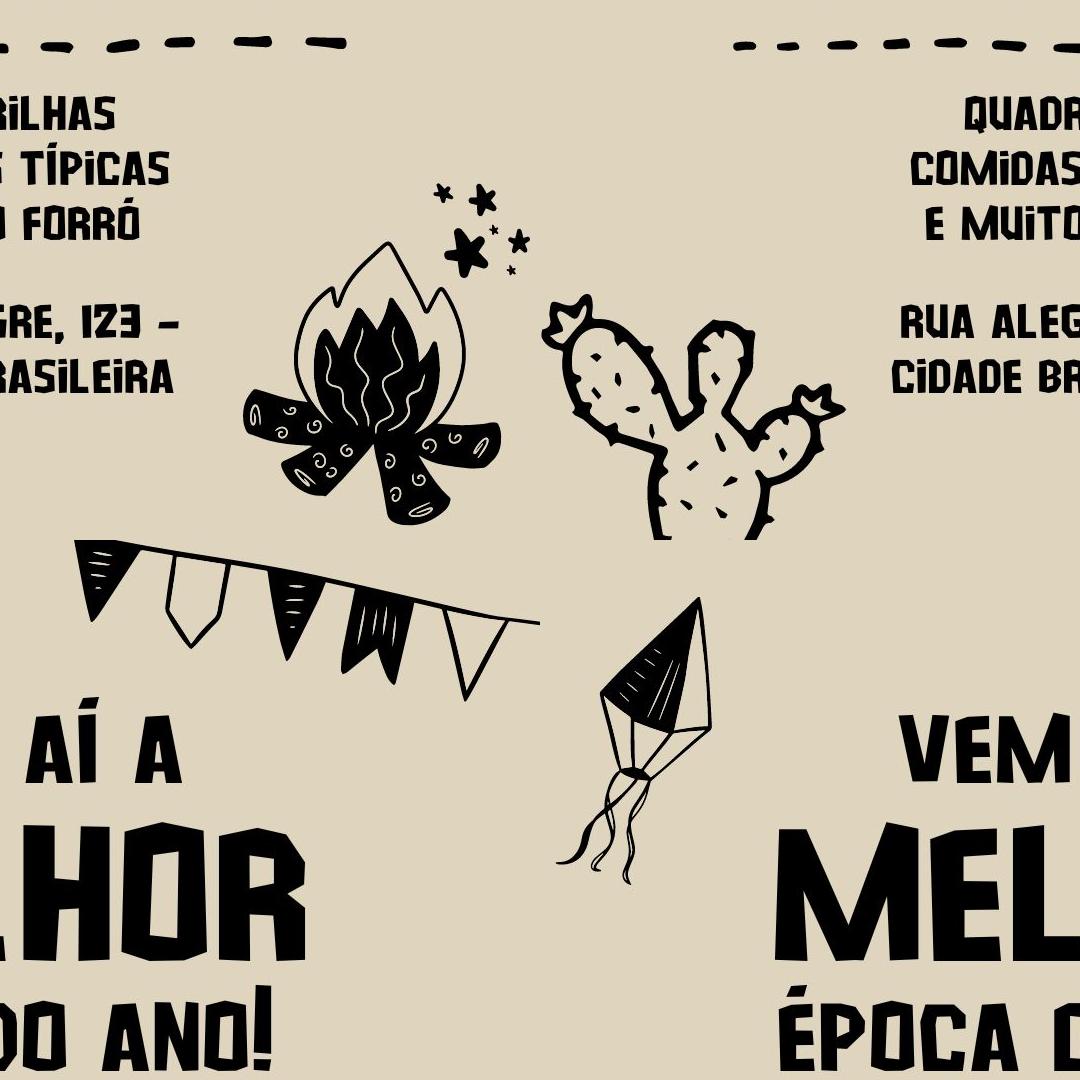 RILHAS
S TÍPICAS
O FORRÓ
GRE, 123 -
RASILEIRA
QUADR
COMIDAS
E MUITO
RUA ALEG
CIDADE BR
AÍ A
LHOR
DO ANO!
VEM
MEL
ÉPOCA D